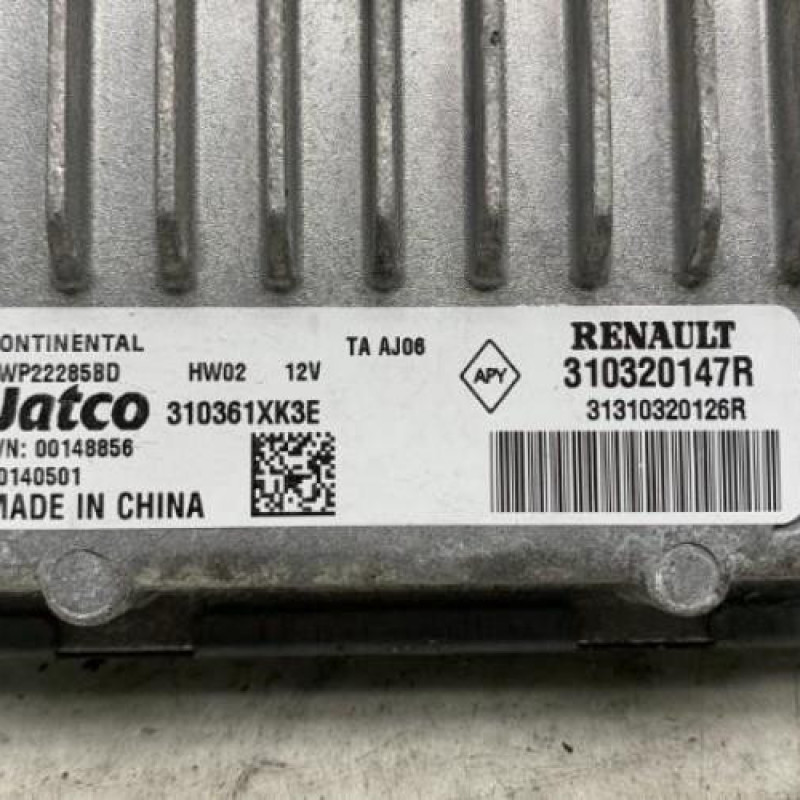 ONTINENTAL
WP22285BD HW02 12V
TA AJ06
Jatco 310361XK3E
/N: 00148856
0140501
MADE IN CHINA
APY
RENAULT
310320147R
31310320126R